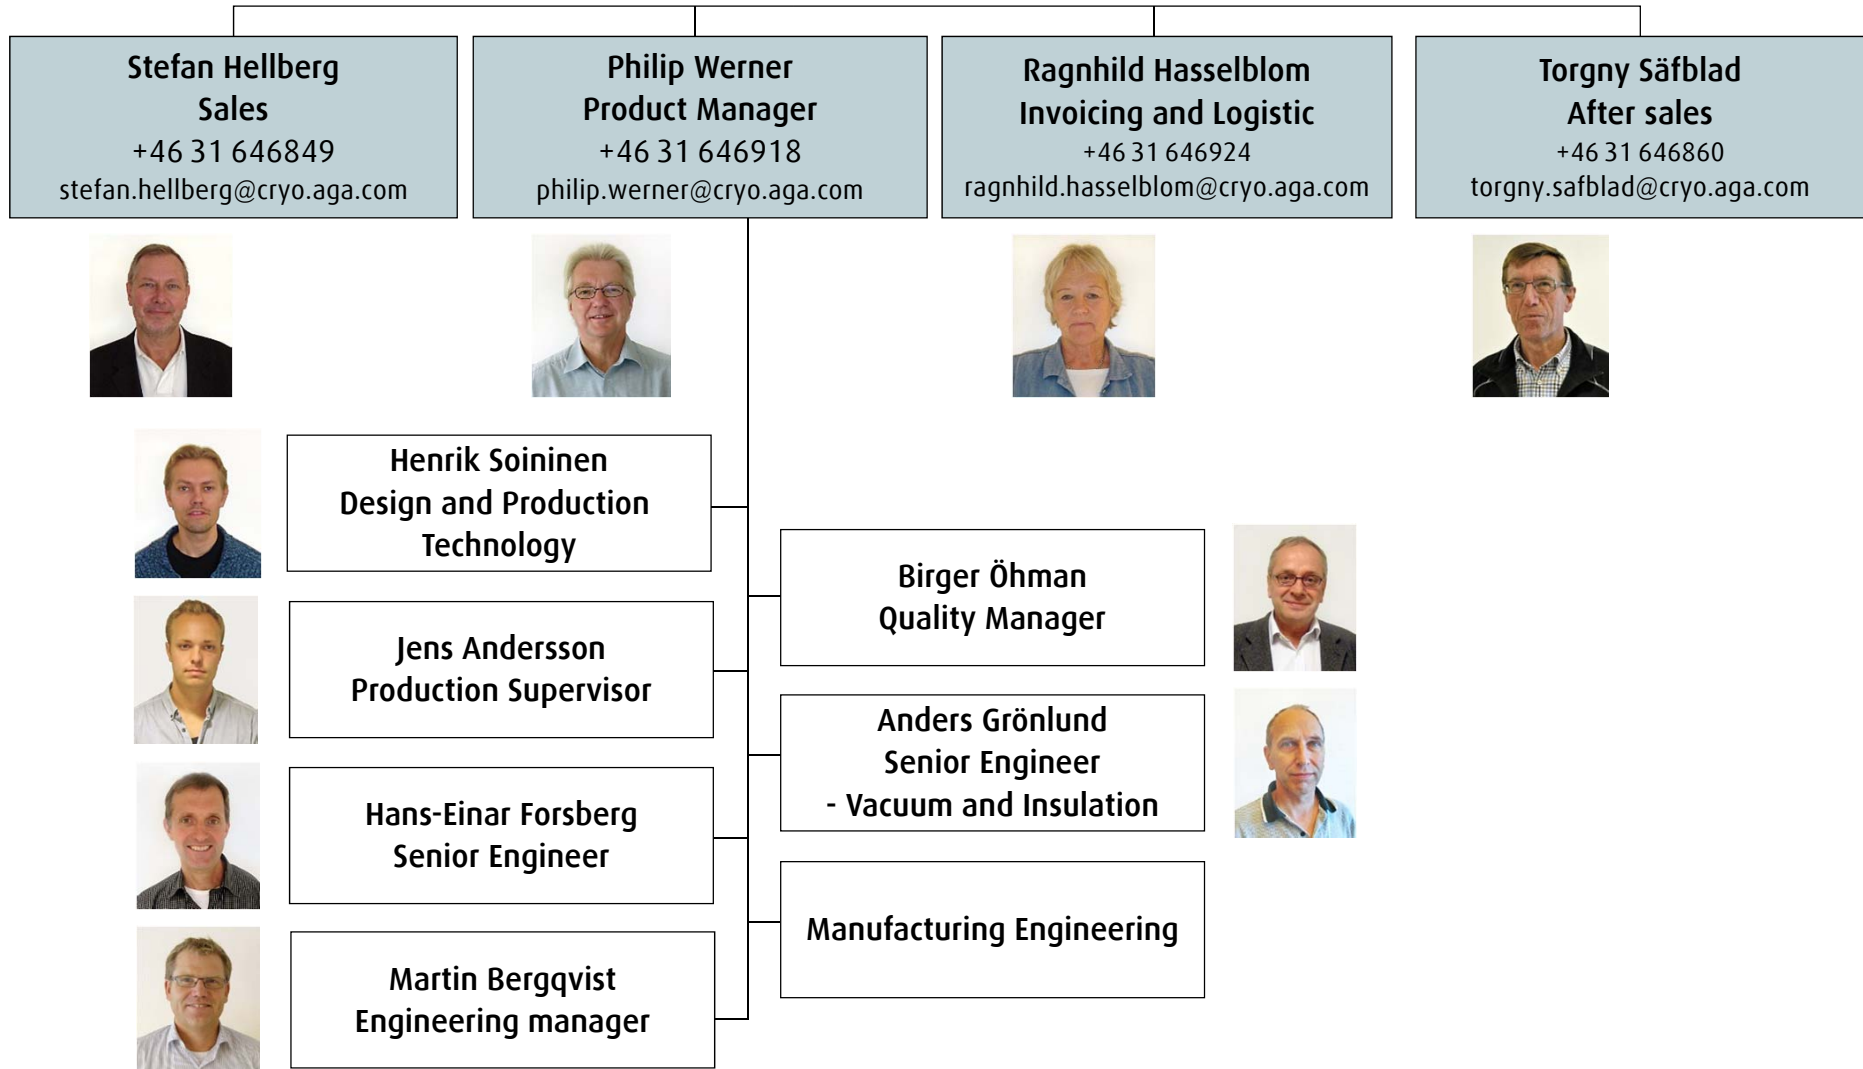 Stefan Hellberg
Sales
+46 31 646849
stefan.hellberg@cryo.aga.com
Philip Werner
Product Manager
+46 31 646918
philip.werner@cryo.aga.com
Ragnhild Hasselblom
Invoicing and Logistic
+46 31 646924
ragnhild.hasselblom@cryo.aga.com
Torgny Säfblad
After sales
+46 31 646860
torgny.safblad@cryo.aga.com
Henrik Soininen
Design and Production
Technology
Birger Öhman
Quality Manager
Jens Andersson
Production Supervisor
Anders Grönlund
Senior Engineer
- Vacuum and Insulation
Hans-Einar Forsberg
Senior Engineer
Manufacturing Engineering
Martin Bergqvist
Engineering manager